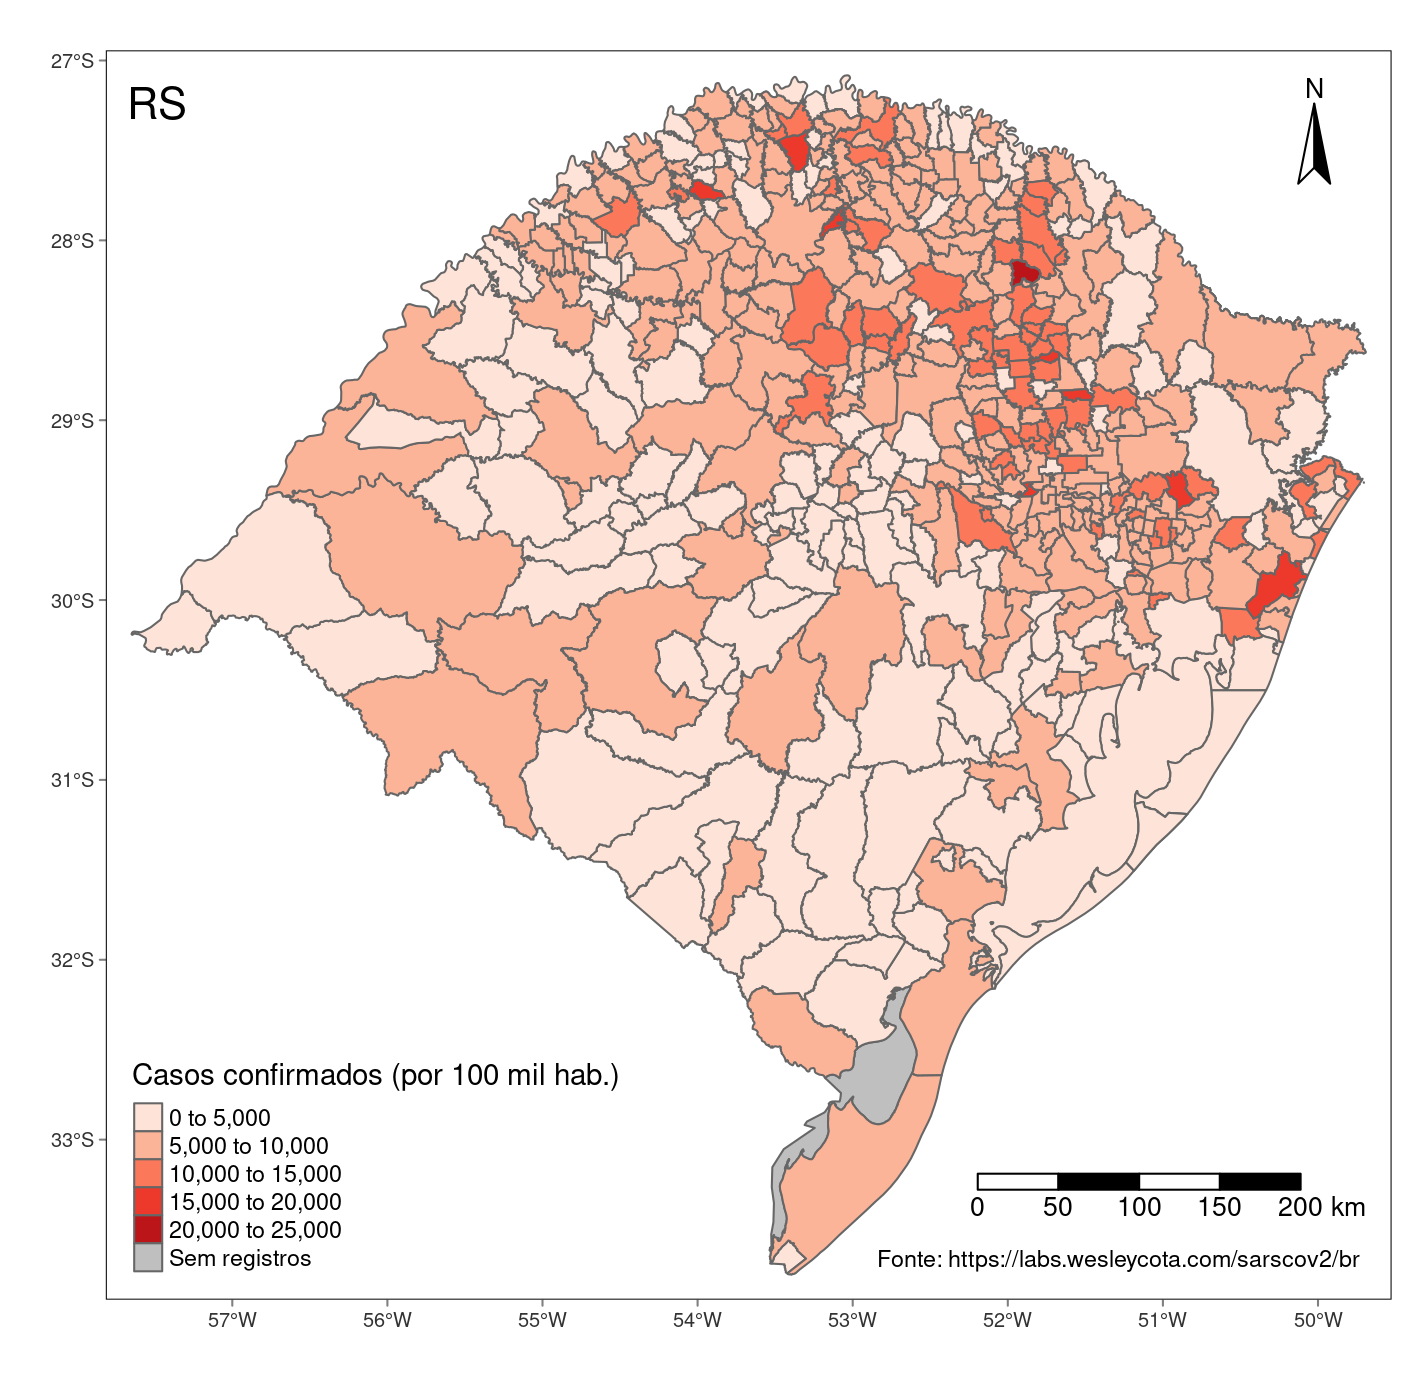 27°S
RS
N
28°S
29°S
30°S
31°S
32°S
33°S
Casos confirmados (por 100 mil hab.)
0 to 5,000
5,000 to 10,000
10,000 to 15,000
15,000 to 20,000
20,000 to 25,000
Sem registros
0 50 100 150 200 km
Fonte: https://labs.wesleycota.com/sarscov2/br
57°W 56°W 55°W 54°W 53°W 52°W 51°W 50°W